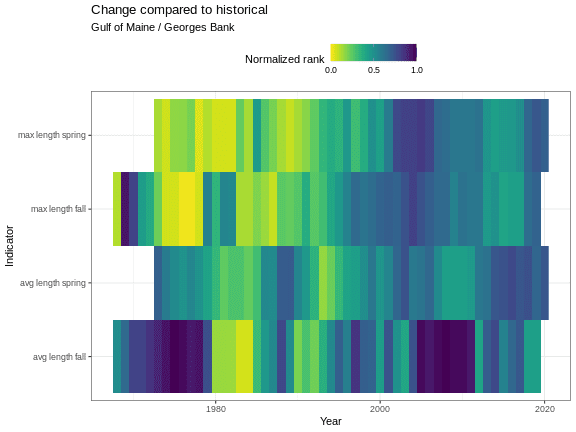 Change compared to historical
Gulf of Maine / Georges Bank
Normalized rank
0.0 0.5 1.0
Indicator
max length spring
max length fall
avg length spring
avg length fall
1980 2000 2020
Year